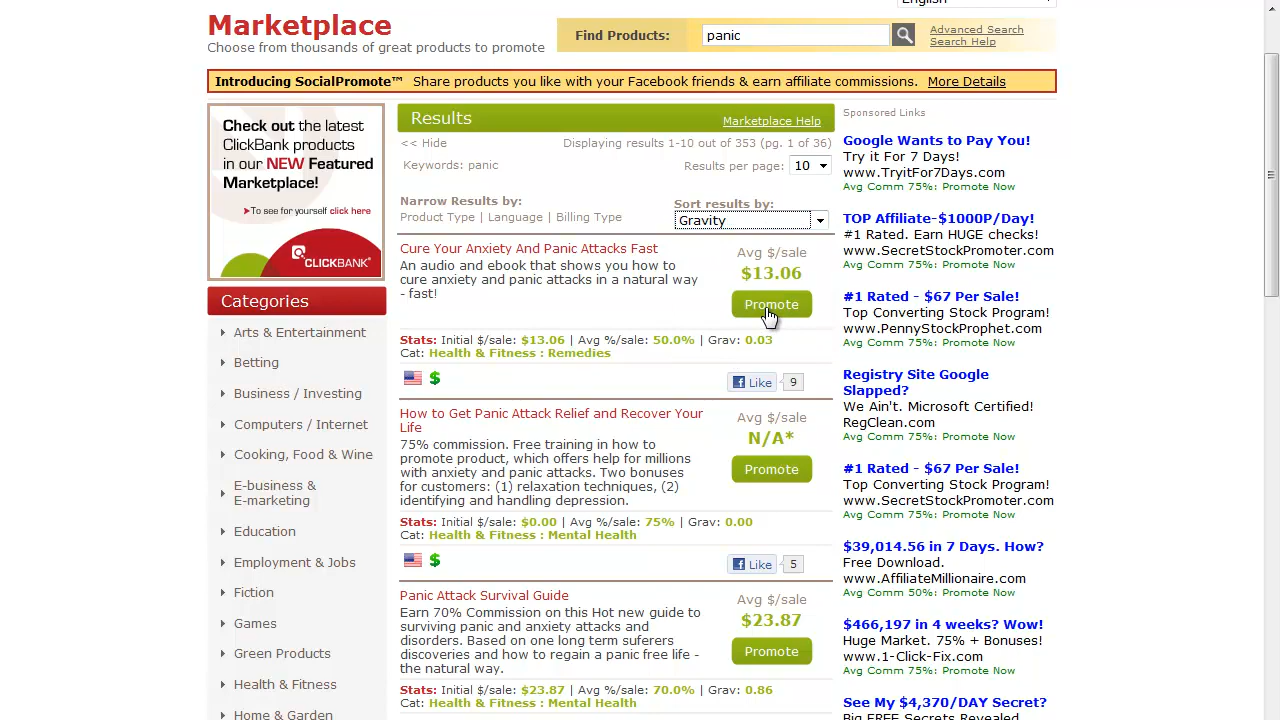 English
Marketplace
Choose from thousands of great products to promote
Find Products:
panic
Advanced Search
Search Help
Introducing SocialPromote™ Share products you like with your Facebook friends & earn affiliate commissions. More Details
Check out the latest
ClickBank products
in our NEW Featured
Marketplace!
To see for yourself click here
CLICKBANK®
Categories
Arts & Entertainment
Betting
Business / Investing
Computers / Internet
Cooking, Food & Wine
E-business &
E-marketing
Education
Employment & Jobs
Fiction
Games
Green Products
Health & Fitness
Home & Garden
Results
Marketplace Help
<< Hide
Displaying results 1-10 out of 353 (pg. 1 of 36)
Keywords: panic
Results per page: 10
Narrow Results by:
Product Type | Language | Billing Type
Sort results by:
Gravity
Cure Your Anxiety And Panic Attacks Fast
An audio and ebook that shows you how to
cure anxiety and panic attacks in a natural way
- fast!
Avg $/sale
$13.06
Promote
Stats: Initial $/sale: $13.06 | Avg %/sale: 50.0% | Grav: 0.03
Cat: Health & Fitness : Remedies
$
Like 9
How to Get Panic Attack Relief and Recover Your
Life
75% commission. Free training in how to
promote product, which offers help for millions
with anxiety and panic attacks. Two bonuses
for customers: (1) relaxation techniques, (2)
identifying and handling depression.
Avg $/sale
N/A*
Promote
Stats: Initial $/sale: $0.00 | Avg %/sale: 75% | Grav: 0.00
Cat: Health & Fitness : Mental Health
$
Like 5
Panic Attack Survival Guide
Earn 70% Commission on this Hot new guide to
surviving panic and anxiety attacks and
disorders. Based on one long term suferers
discoveries and how to regain a panic free life -
the natural way.
Avg $/sale
$23.87
Promote
Stats: Initial $/sale: $23.87 | Avg %/sale: 70.0% | Grav: 0.86
Cat: Health & Fitness : Mental Health
Sponsored Links
Google Wants to Pay You!
Try it For 7 Days!
www.TryitFor7Days.com
Avg Comm 75%: Promote Now
TOP Affiliate-$1000P/Day!
#1 Rated. Earn HUGE checks!
www.SecretStockPromoter.com
Avg Comm 75%: Promote Now
#1 Rated - $67 Per Sale!
Top Converting Stock Program!
www.PennyStockProphet.com
Avg Comm 75%: Promote Now
Registry Site Google
Slapped?
We Ain't. Microsoft Certified!
RegClean.com
Avg Comm 75%: Promote Now
#1 Rated - $67 Per Sale!
Top Converting Stock Program!
www.SecretStockPromoter.com
Avg Comm 75%: Promote Now
$39,014.56 in 7 Days. How?
Free Download.
www.AffiliateMillionaire.com
Avg Comm 50%: Promote Now
$466,197 in 4 weeks? Wow!
Huge Market. 75% + Bonuses!
www.1-Click-Fix.com
Avg Comm 75%: Promote Now
See My $4,370/DAY Secret?
Big FREE Secrets Revealed